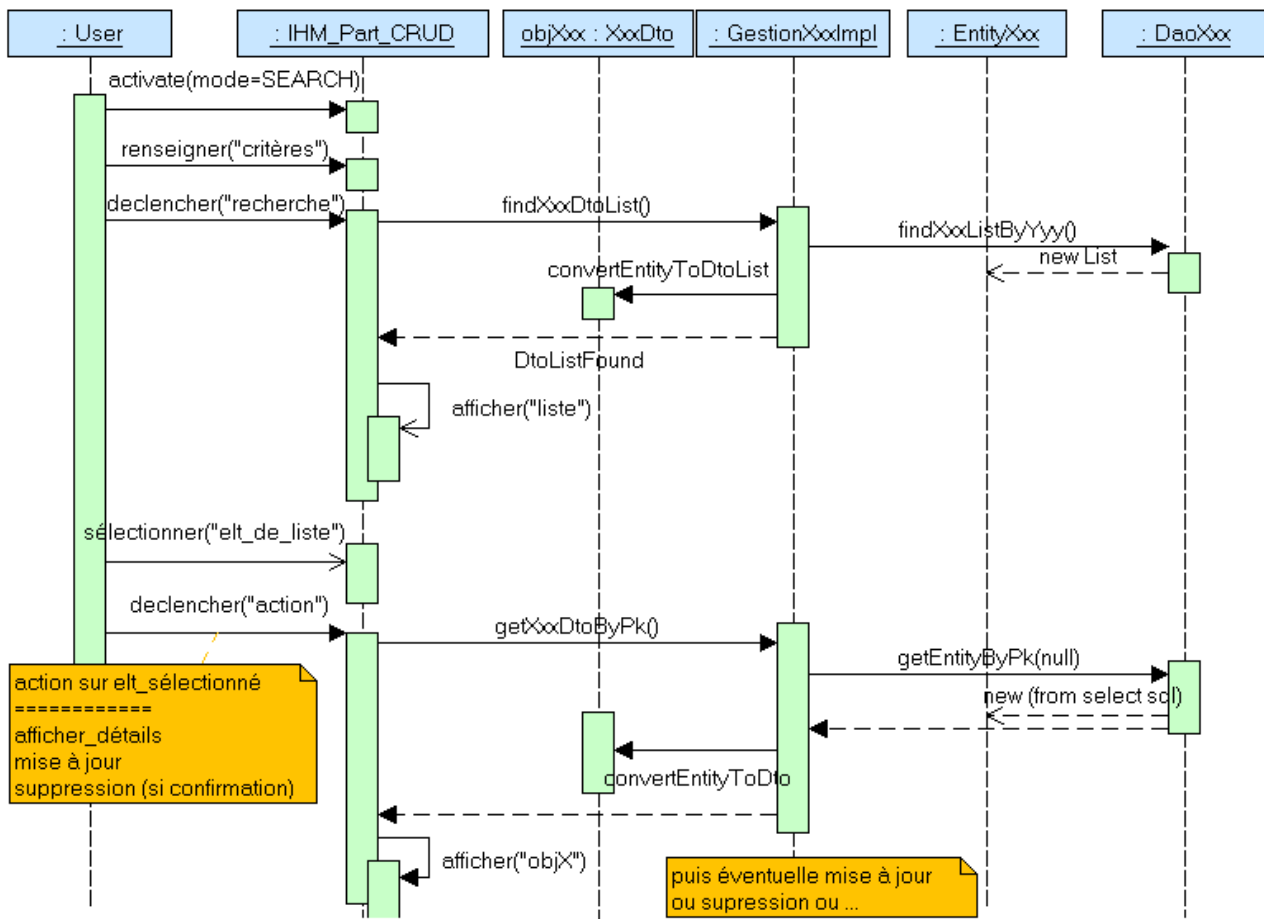 : User
: IHM_Part_CRUD
objXxx : XxxDto
: GestionXxxImpl
: EntityXxx
: DaoXxx
activate(mode=SEARCH)
renseigner("critères")
declencher("recherche")
findXxxDtoList()
findXxxListByYyy()
new List
convertEntityToDtoList
DtoListFound
afficher("liste")
sélectionner("elt_de_liste")
declencher("action")
getXxxDtoByPk()
getEntityByPk(null)
action sur elt_sélectionné
============
afficher_détails
mise à jour
suppression (si confirmation)
new (from select sql)
convertEntityToDto
afficher("objX")
puis éventuelle mise à jour
ou supression ou ...